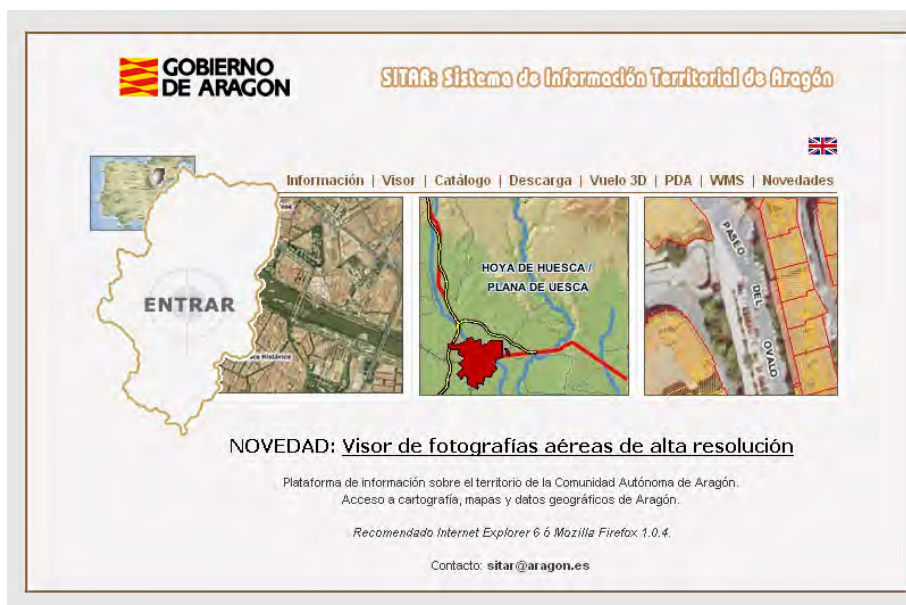 GOBIERNO
DE ARAGON
SITAR: Sistema de Información Territorial de Aragón
Información | Visor | Catálogo | Descarga | Vuelo 3D | PDA | WMS | Novedades
ENTRAR
Histórico
HOYA DE HUESCA /
PLANA DE UESCA
PASEO
DEL
OVALO
NOVEDAD: Visor de fotografías aéreas de alta resolución
Plataforma de información sobre el territorio de la Comunidad Autónoma de Aragón.
Acceso a cartografía, mapas y datos geográficos de Aragón.
Recomendado Internet Explorer 6 ó Mozilla Firefox 1.0.4.
Contacto: sitar@aragon.es